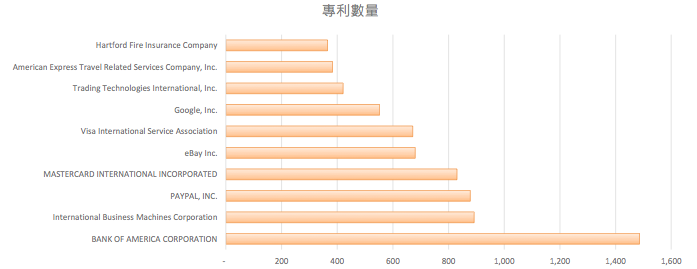 專利數量
Hartford Fire Insurance Company
American Express Travel Related Services Company, Inc.
Trading Technologies International, Inc.
Google, Inc.
Visa International Service Association
eBay Inc.
MASTERCARD INTERNATIONAL INCORPORATED
PAYPAL, INC.
International Business Machines Corporation
BANK OF AMERICA CORPORATION
- 200 400 600 800 1,000 1,200 1,400 1,600